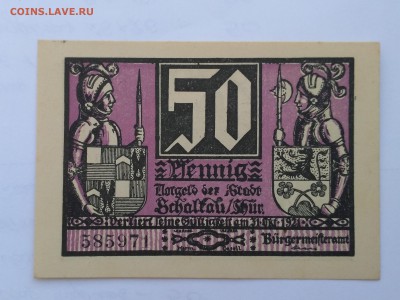 COINS.LAVE.RU
50
Pfennig
Notgeld der Stadt
Schalkau/Thür.
Verliert seine Gültigkeit am
585971
Bürgermeisteramt